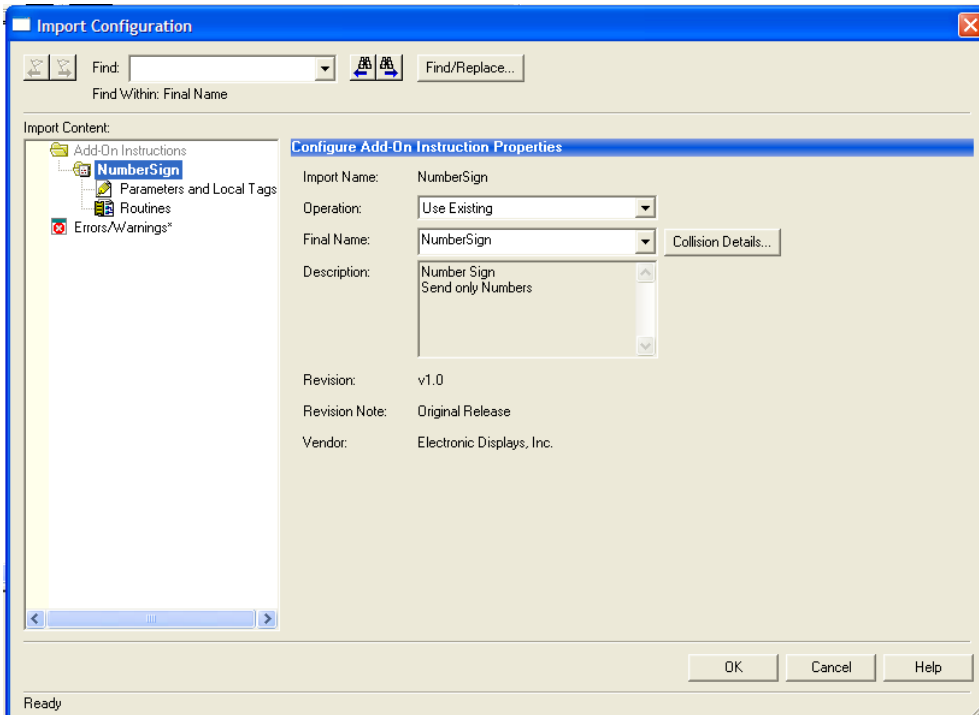 Import Configuration
Find:
Find/Replace...
Find Within: Final Name
Import Content:
Add-On Instructions
NumberSign
Parameters and Local Tags
Routines
Errors/Warnings*
Configure Add-On Instruction Properties
Import Name: NumberSign
Operation: Use Existing
Final Name: NumberSign Collision Details...
Description: Number Sign
Send only Numbers
Revision: v1.0
Revision Note: Original Release
Vendor: Electronic Displays, Inc.
OK Cancel Help
Ready